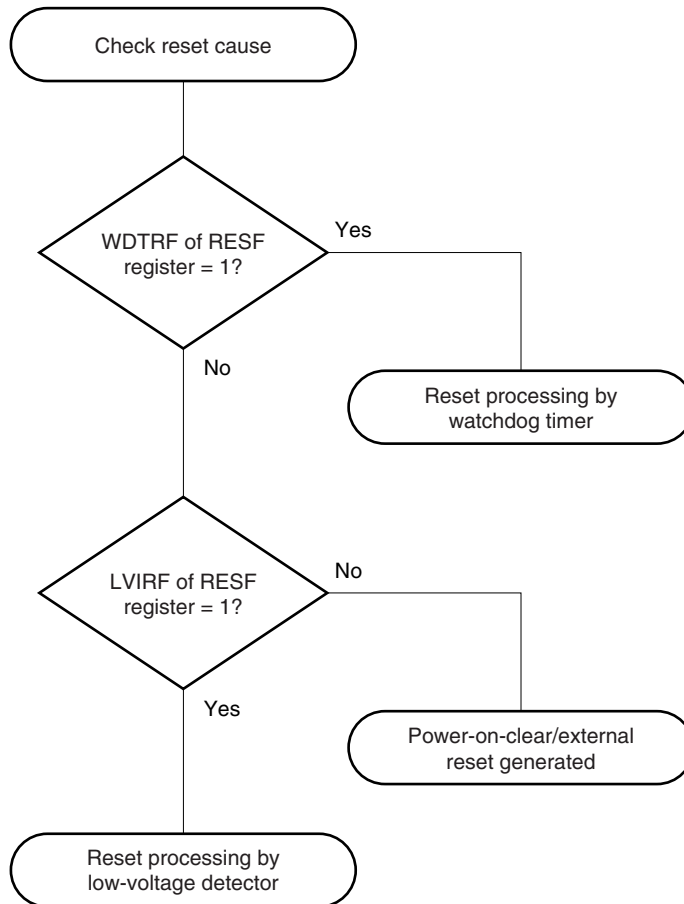 Check reset cause
WDTRF of RESF
register = 1?
Yes
No
Reset processing by
watchdog timer
LVIRF of RESF
register = 1?
No
Yes
Power-on-clear/external
reset generated
Reset processing by
low-voltage detector